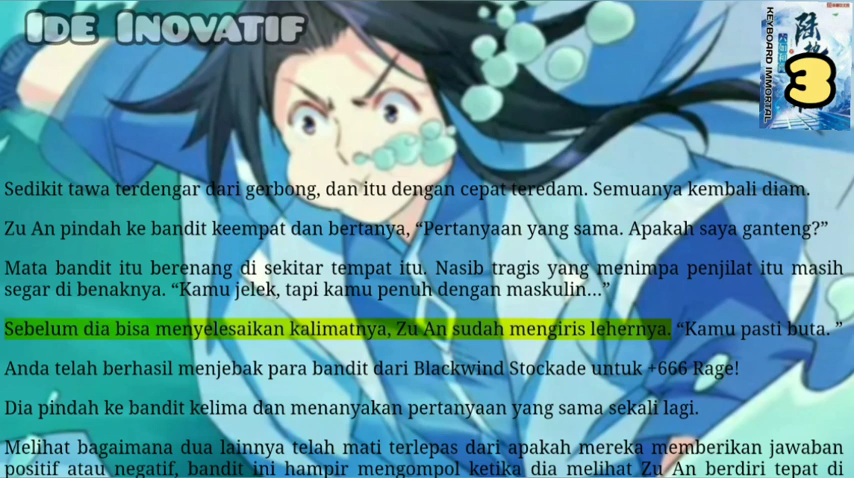 IDE INOVATIF
KEYBOARD IMMORTAL
3
Sedikit tawa terdengar dari gerbong, dan itu dengan cepat teredam. Semuanya kembali diam.
Zu An pindah ke bandit keempat dan bertanya, “Pertanyaan yang sama. Apakah saya ganteng?”
Mata bandit itu berenang di sekitar tempat itu. Nasib tragis yang menimpa penjilat itu masih
segar di benaknya. “Kamu jelek, tapi kamu penuh dengan maskulin...”
Sebelum dia bisa menyelesaikan kalimatnya, Zu An sudah mengiris lehernya. “Kamu pasti buta. ”
Anda telah berhasil menjebak para bandit dari Blackwind Stockade untuk +666 Rage!
Dia pindah ke bandit kelima dan menanyakan pertanyaan yang sama sekali lagi.
Melihat bagaimana dua lainnya telah mati terlepas dari apakah mereka memberikan jawaban
positif atau negatif, bandit ini hampir mengompol ketika dia melihat Zu An berdiri tepat di